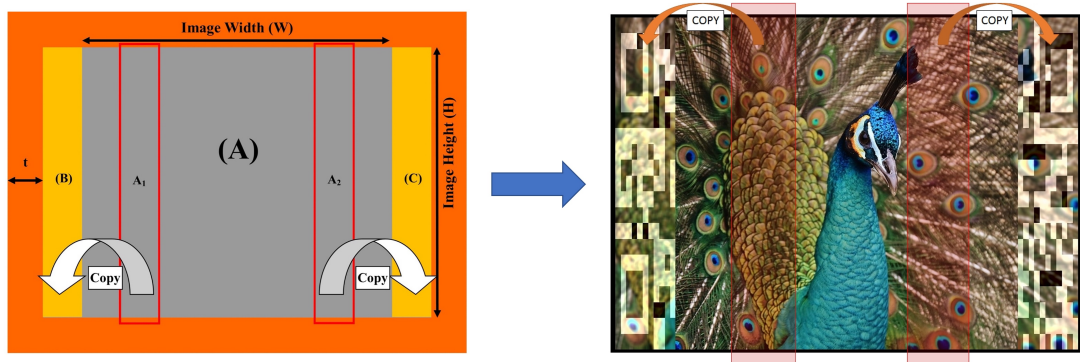 Image Width (W)
Image Height (H)
(A)
t
(B)
A1
A2
(C)
Copy
Copy
COPY
COPY